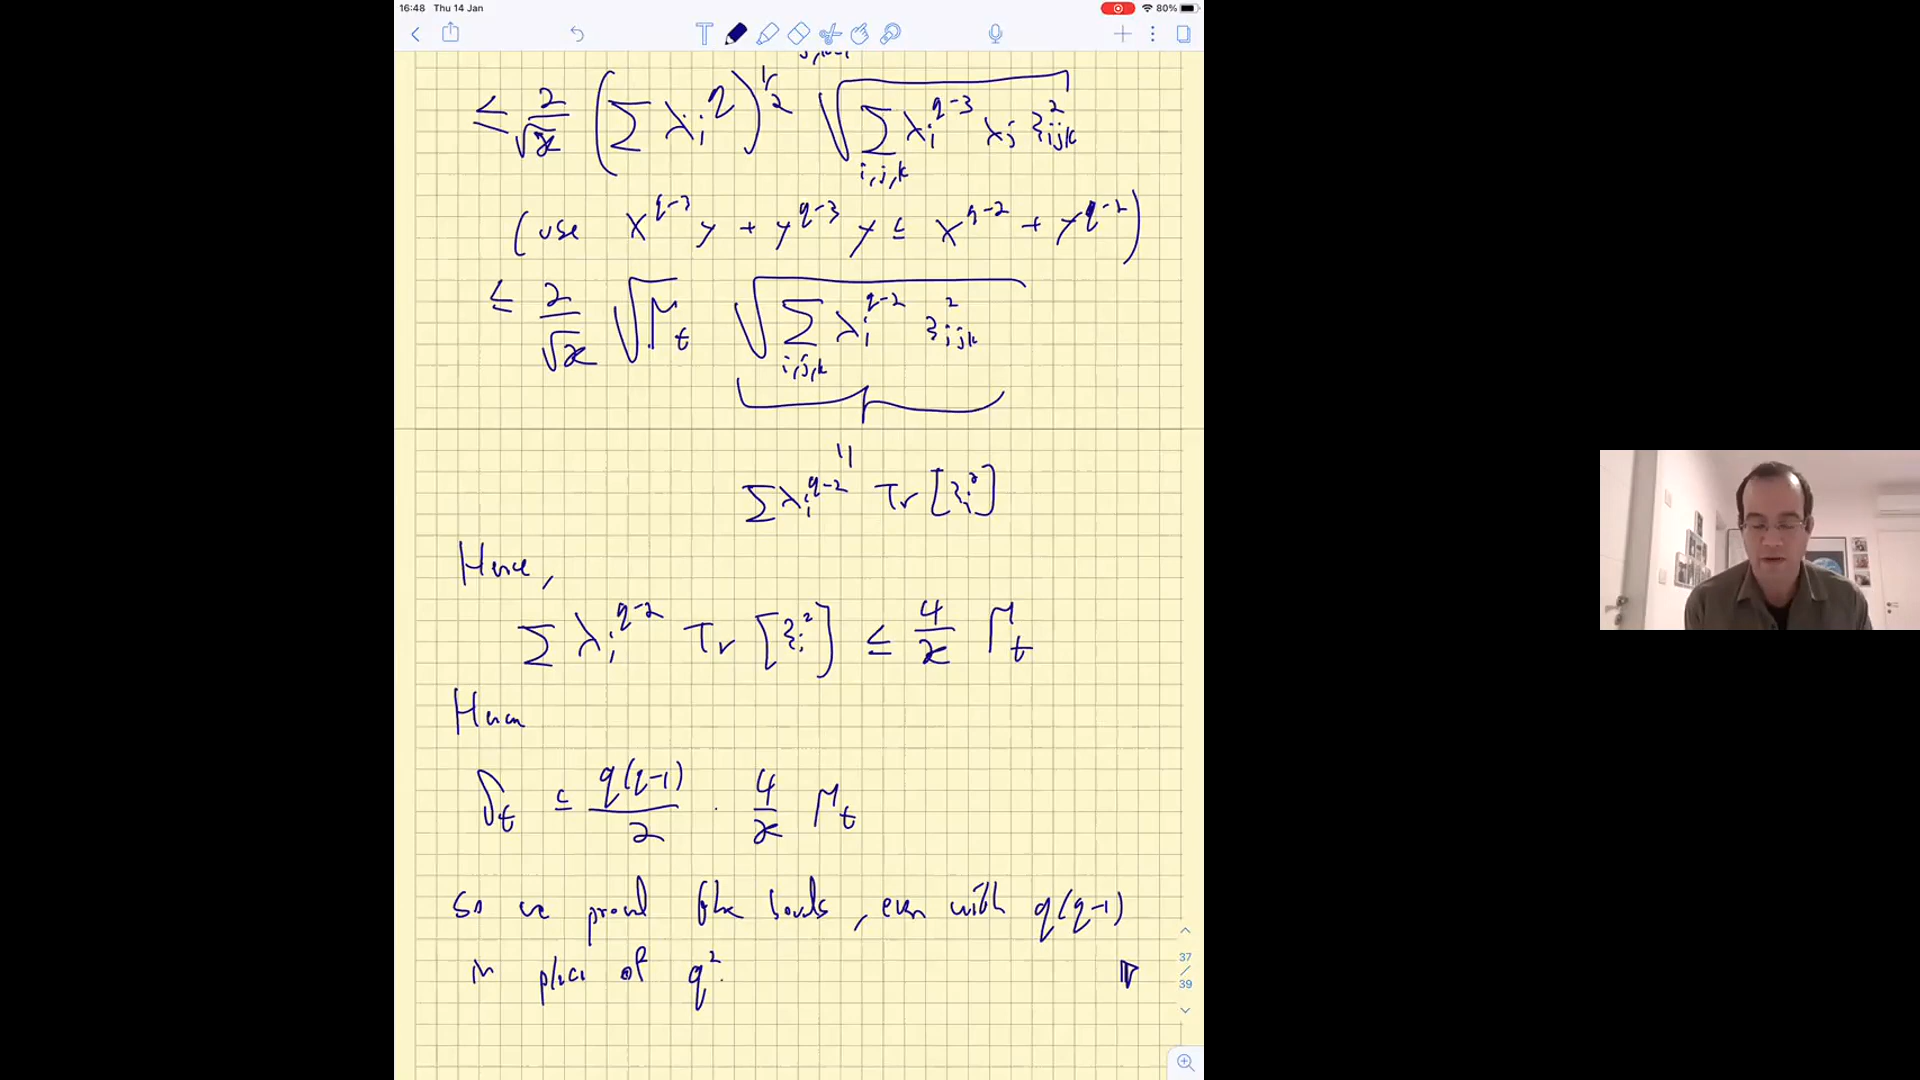 16:48 Thu 14 Jan 80%
≤ 2/√ϰ (Σ λ_i^q)^{1/2} √(Σ_{i,j,k} λ_i^{q-3} λ_j ξ_{ijk}^2)
(use x^{q-3} y + y^{q-3} y ≤ x^{q-2} + y^{q-2})
≤ 2/√ϰ √Γ_t √(Σ_{i,j,k} λ_i^{q-2} ξ_{ijk}^2)
Σ λ_i^{q-2} Tr [ξ_i^2]
Hence,
Σ λ_i^{q-2} Tr [ξ_i^2] ≤ 4/ϰ Γ_t
Hence
δ_t ≤ q(q-1)/2 · 4/ϰ Γ_t
So we proved the bounds, even with q(q-1)
in place of q^2.
37
/
39